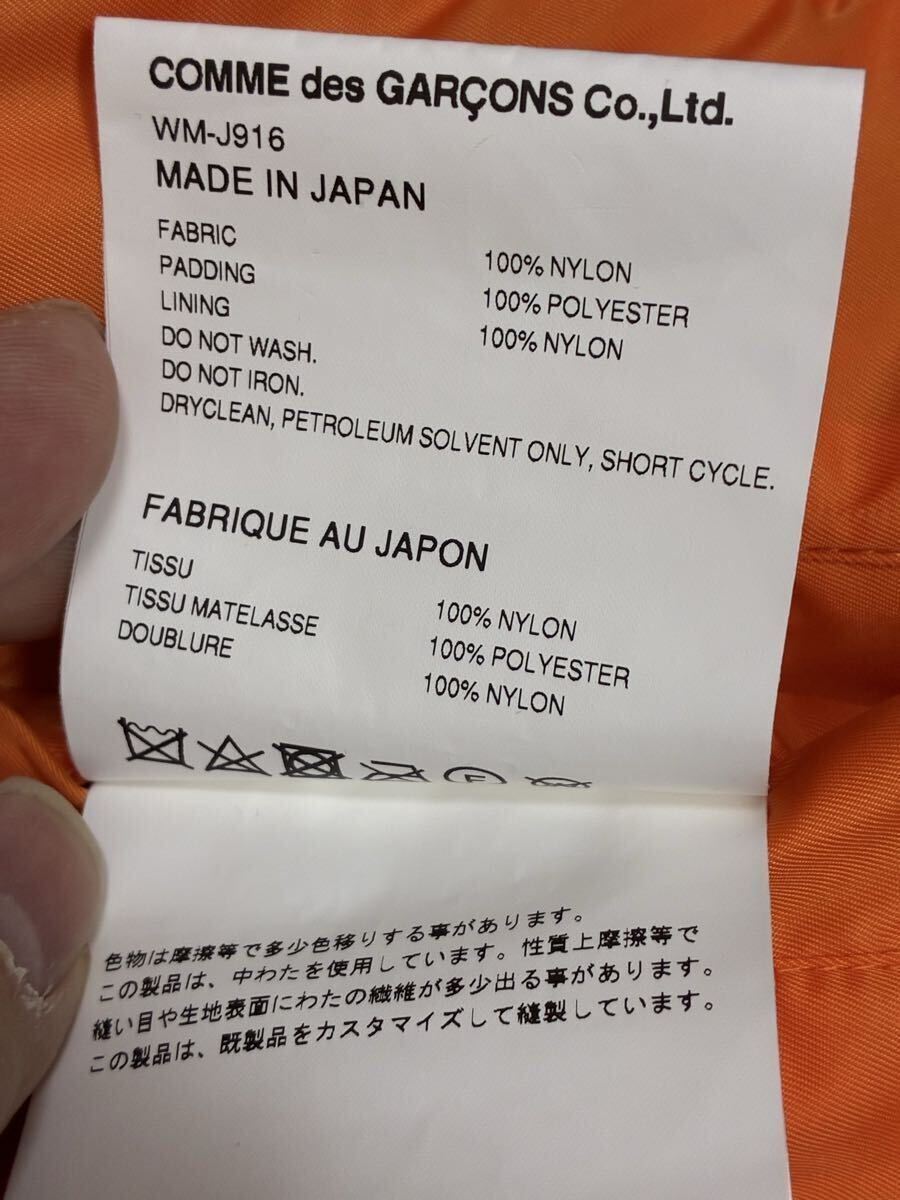 COMME des GARÇONS Co.,Ltd.
WM-J916
MADE IN JAPAN
FABRIC 100% NYLON
PADDING 100% POLYESTER
LINING 100% NYLON
DO NOT WASH.
DO NOT IRON.
DRYCLEAN, PETROLEUM SOLVENT ONLY, SHORT CYCLE.
FABRIQUE AU JAPON
TISSU 100% NYLON
TISSU MATELASSE 100% POLYESTER
DOUBLURE 100% NYLON
F
色物は摩擦等で多少色移りする事があります。
この製品は、中わたを使用しています。性質上摩擦等で
縫い目や生地表面にわたの繊維が多少出る事があります。
この製品は、既製品をカスタマイズして縫製しています。